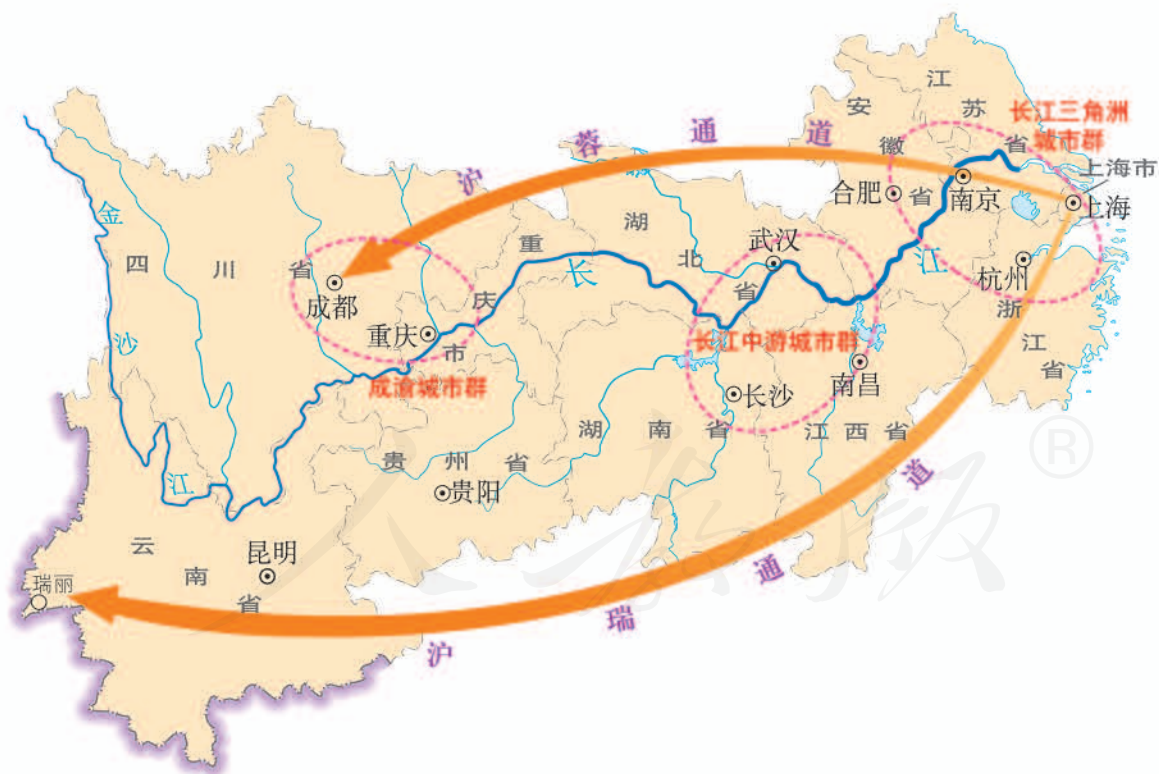 江苏省
安徽省
长江三角洲
城市群
上海市
上海
南京
合肥
杭州
浙江省
沪蓉通道
金沙江
四川省
成都
重庆
重庆市
成渝城市群
长江
湖北省
武汉
长江中游城市群
长沙
南昌
湖南省
江西省
贵州省
贵阳
云南省
昆明
瑞丽
沪瑞通道
人教版
®